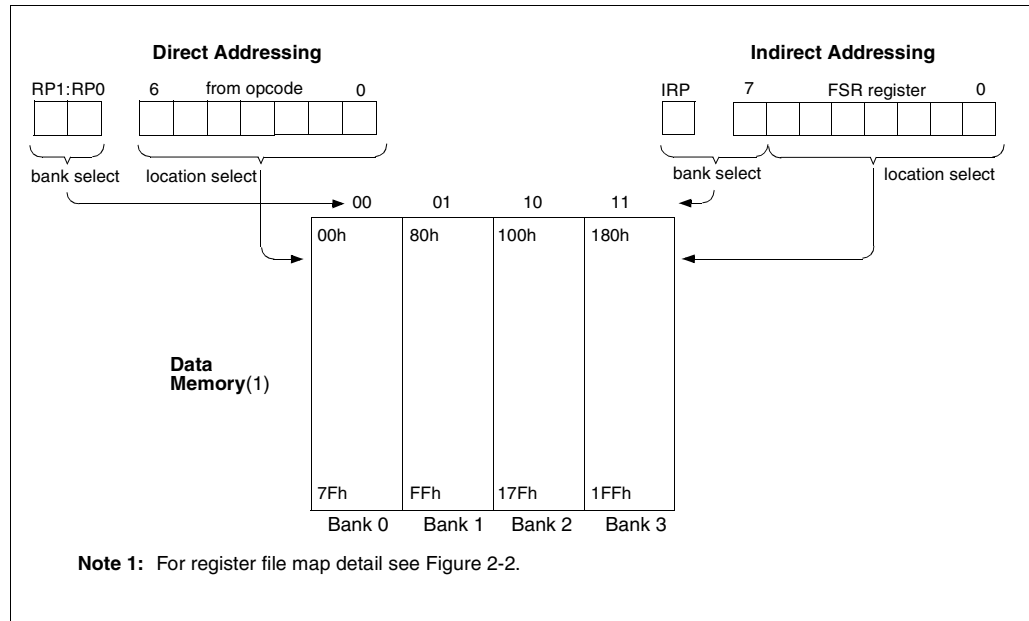 Direct Addressing
Indirect Addressing
RP1:RP0 6 from opcode 0
IRP 7 FSR register 0
bank select location select
bank select location select
00 01 10 11
00h 80h 100h 180h
Data
Memory(1)
7Fh FFh 17Fh 1FFh
Bank 0 Bank 1 Bank 2 Bank 3
Note 1: For register file map detail see Figure 2-2.